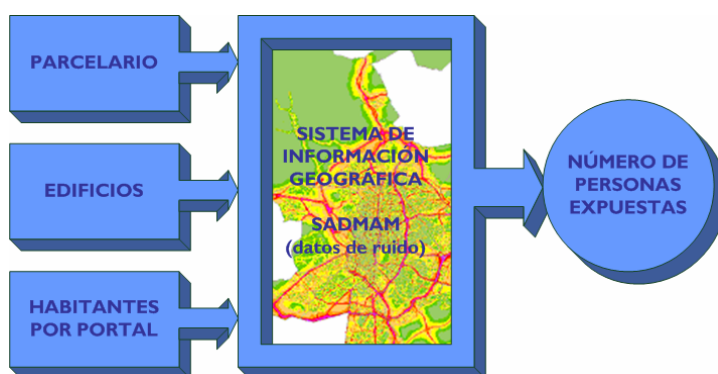 PARCELARIO
EDIFICIOS
HABITANTES
POR PORTAL
SISTEMA DE
INFORMACIÓN
GEOGRÁFICA
SADMAM
(datos de ruido)
NÚMERO DE
PERSONAS
EXPUESTAS